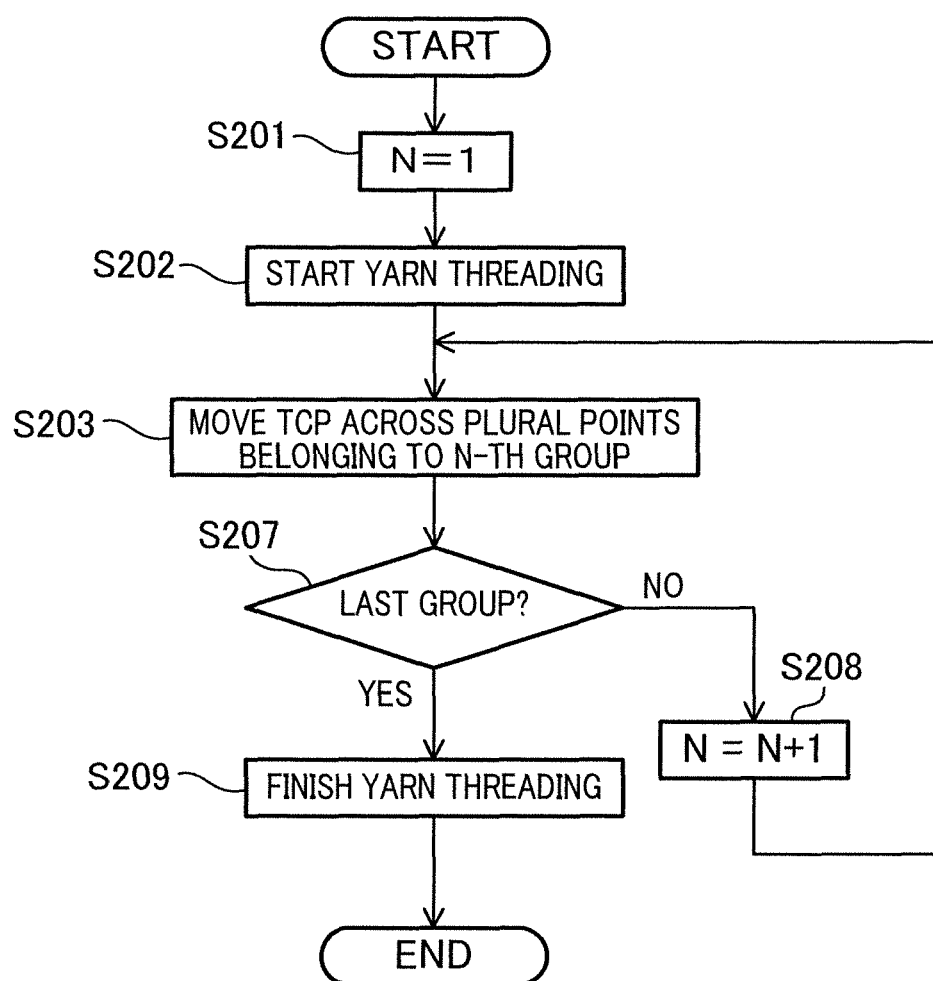 START
S201
N=1
S202
START YARN THREADING
S203
MOVE TCP ACROSS PLURAL POINTS
BELONGING TO N-TH GROUP
S207
LAST GROUP?
NO
YES
S208
N = N+1
S209
FINISH YARN THREADING
END